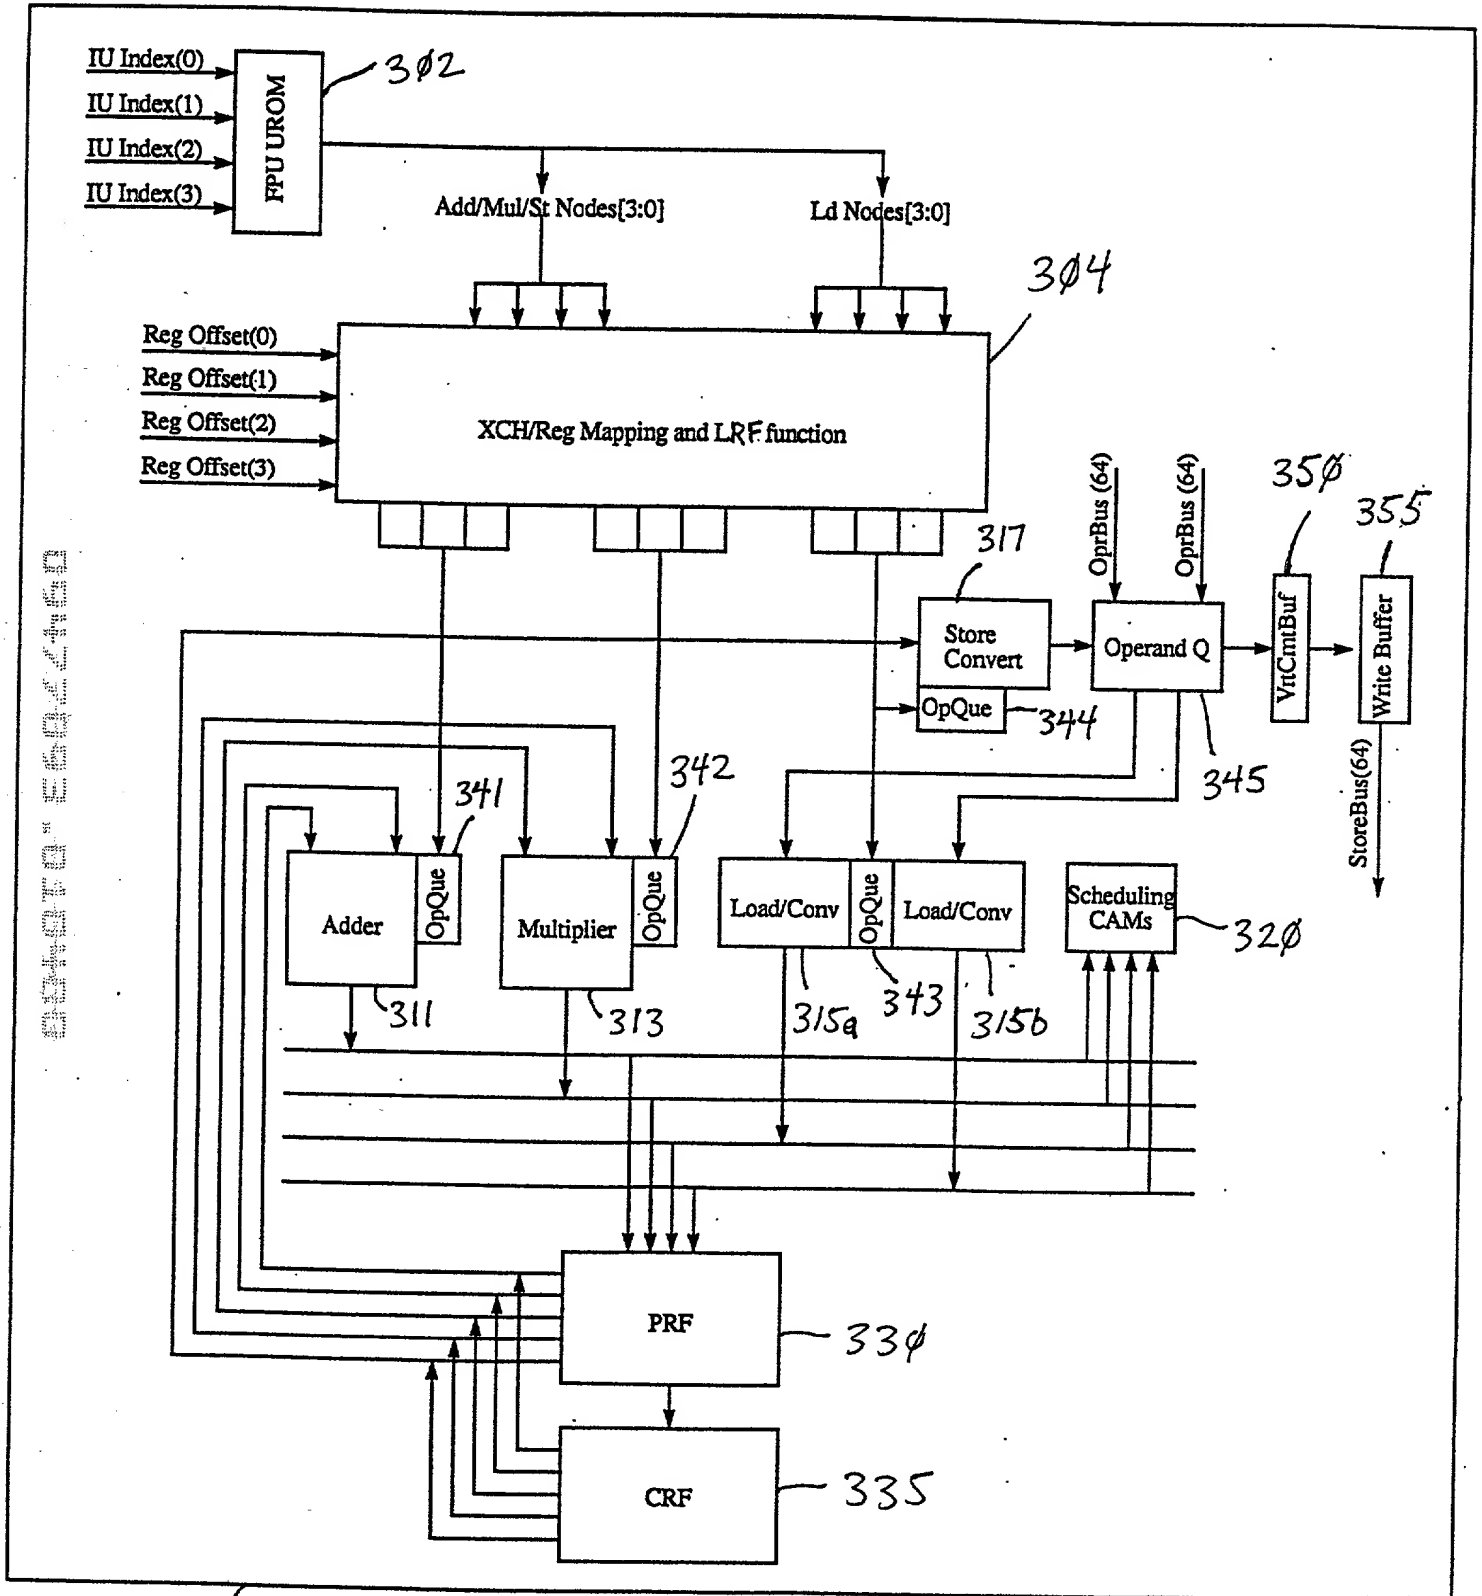 IU Index(0)
IU Index(1)
IU Index(2)
IU Index(3)
FPU UROM
302
Add/Mul/St Nodes[3:0]
Ld Nodes[3:0]
304
Reg Offset(0)
Reg Offset(1)
Reg Offset(2)
Reg Offset(3)
XCH/Reg Mapping and LRF function
OprBus (64)
OprBus (64)
350
355
317
Store
Convert
OpQue
344
Operand Q
345
VrtCmtBuf
Write Buffer
StoreBus(64)
341
342
Adder
OpQue
Multiplier
OpQue
Load/Conv
OpQue
Load/Conv
Scheduling
CAMs
320
311
313
315a
343
315b
PRF
330
CRF
335